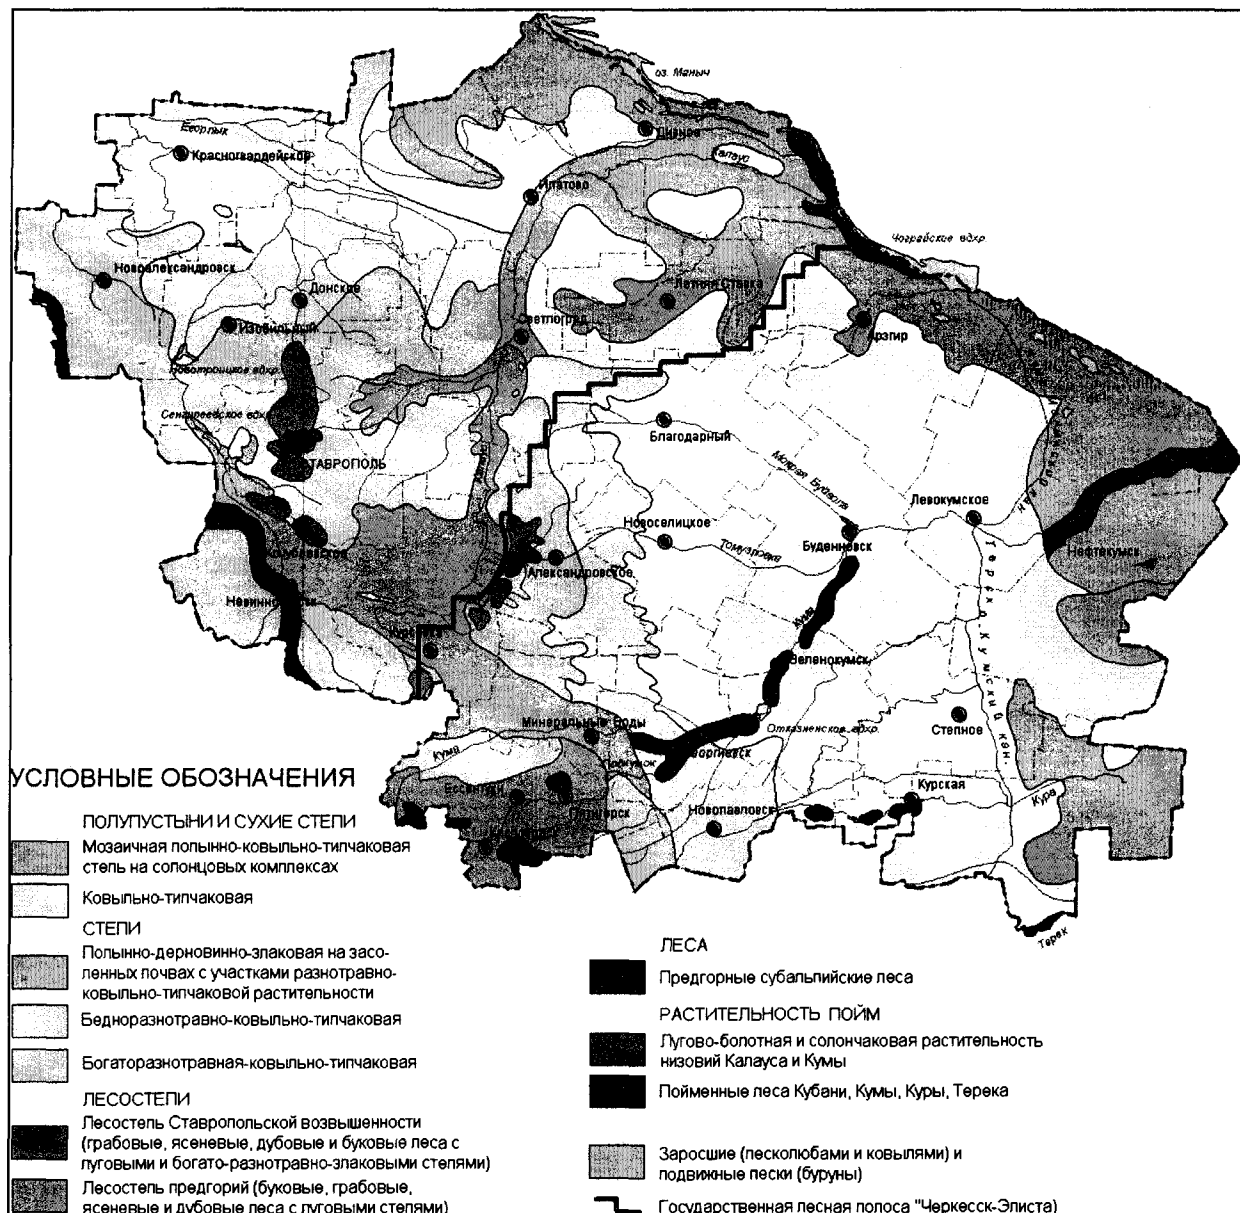 оз. Маныч
Дивное
Егорлык
Красногвардейское
Калаус
Ипатово
Чограйское вдхр.
Новоалександровск
Донское
Летняя Ставка
Изобильный
Светлоград
Арзгир
Новотроицкое вдхр.
Сенгилеевское вдхр.
Благодарный
СТАВРОПОЛЬ
Мокрая Буйвола
Левокумское
Новоселицкое
Буденновск
Томузловка
Нефтекумск
Александровское
Терско-Кумский кан.
Кума
Зеленокумск
Минеральные Воды
Отказненское вдхр.
Степное
Кума
Подкумок
Георгиевск
Ессентуки
Пятигорск
Новопавловск
Курская
Кура
Терек
УСЛОВНЫЕ ОБОЗНАЧЕНИЯ
ПОЛУПУСТЫНИ И СУХИЕ СТЕПИ
Мозаичная полынно-ковыльно-типчаковая
степь на солонцовых комплексах
Ковыльно-типчаковая
СТЕПИ
Полынно-дерновинно-злаковая на засо-
ленных почвах с участками разнотравно-
ковыльно-типчаковой растительности
Бедноразнотравно-ковыльно-типчаковая
Богаторазнотравная-ковыльно-типчаковая
ЛЕСОСТЕПИ
Лесостепь Ставропольской возвышенности
(грабовые, ясеневые, дубовые и буковые леса с
луговыми и богато-разнотравно-злаковыми степями)
Лесостепь предгорий (буковые, грабовые,
ясеневые и дубовые леса с луговыми степями)
ЛЕСА
Предгорные субальпийские леса
РАСТИТЕЛЬНОСТЬ ПОЙМ
Лугово-болотная и солончаковая растительность
низовий Калауса и Кумы
Пойменные леса Кубани, Кумы, Куры, Терека
Заросшие (песколюбами и ковылями) и
подвижные пески (буруны)
Государственная лесная полоса "Черкесск-Элиста)